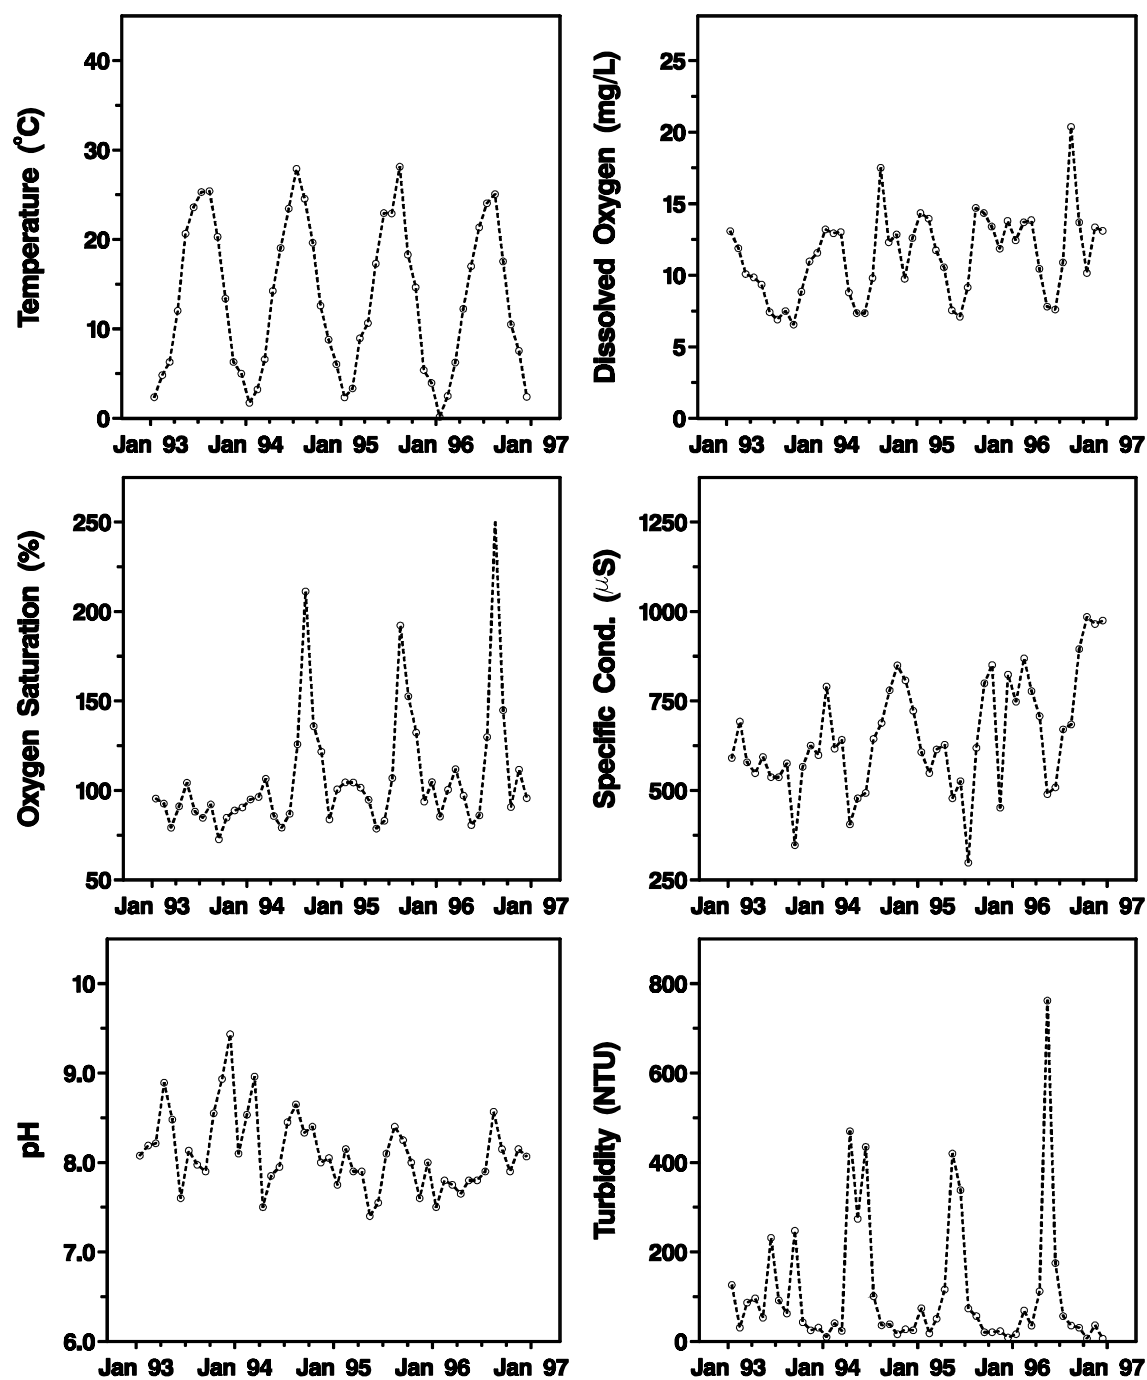 Temperature (°C)
40
30
20
10
0
Jan 93 Jan 94 Jan 95 Jan 96 Jan 97
Dissolved Oxygen (mg/L)
25
20
15
10
5
0
Jan 93 Jan 94 Jan 95 Jan 96 Jan 97
Oxygen Saturation (%)
250
200
150
100
50
Jan 93 Jan 94 Jan 95 Jan 96 Jan 97
Specific Cond. (μS)
1250
1000
750
500
250
Jan 93 Jan 94 Jan 95 Jan 96 Jan 97
pH
10
9.0
8.0
7.0
6.0
Jan 93 Jan 94 Jan 95 Jan 96 Jan 97
Turbidity (NTU)
800
600
400
200
0
Jan 93 Jan 94 Jan 95 Jan 96 Jan 97